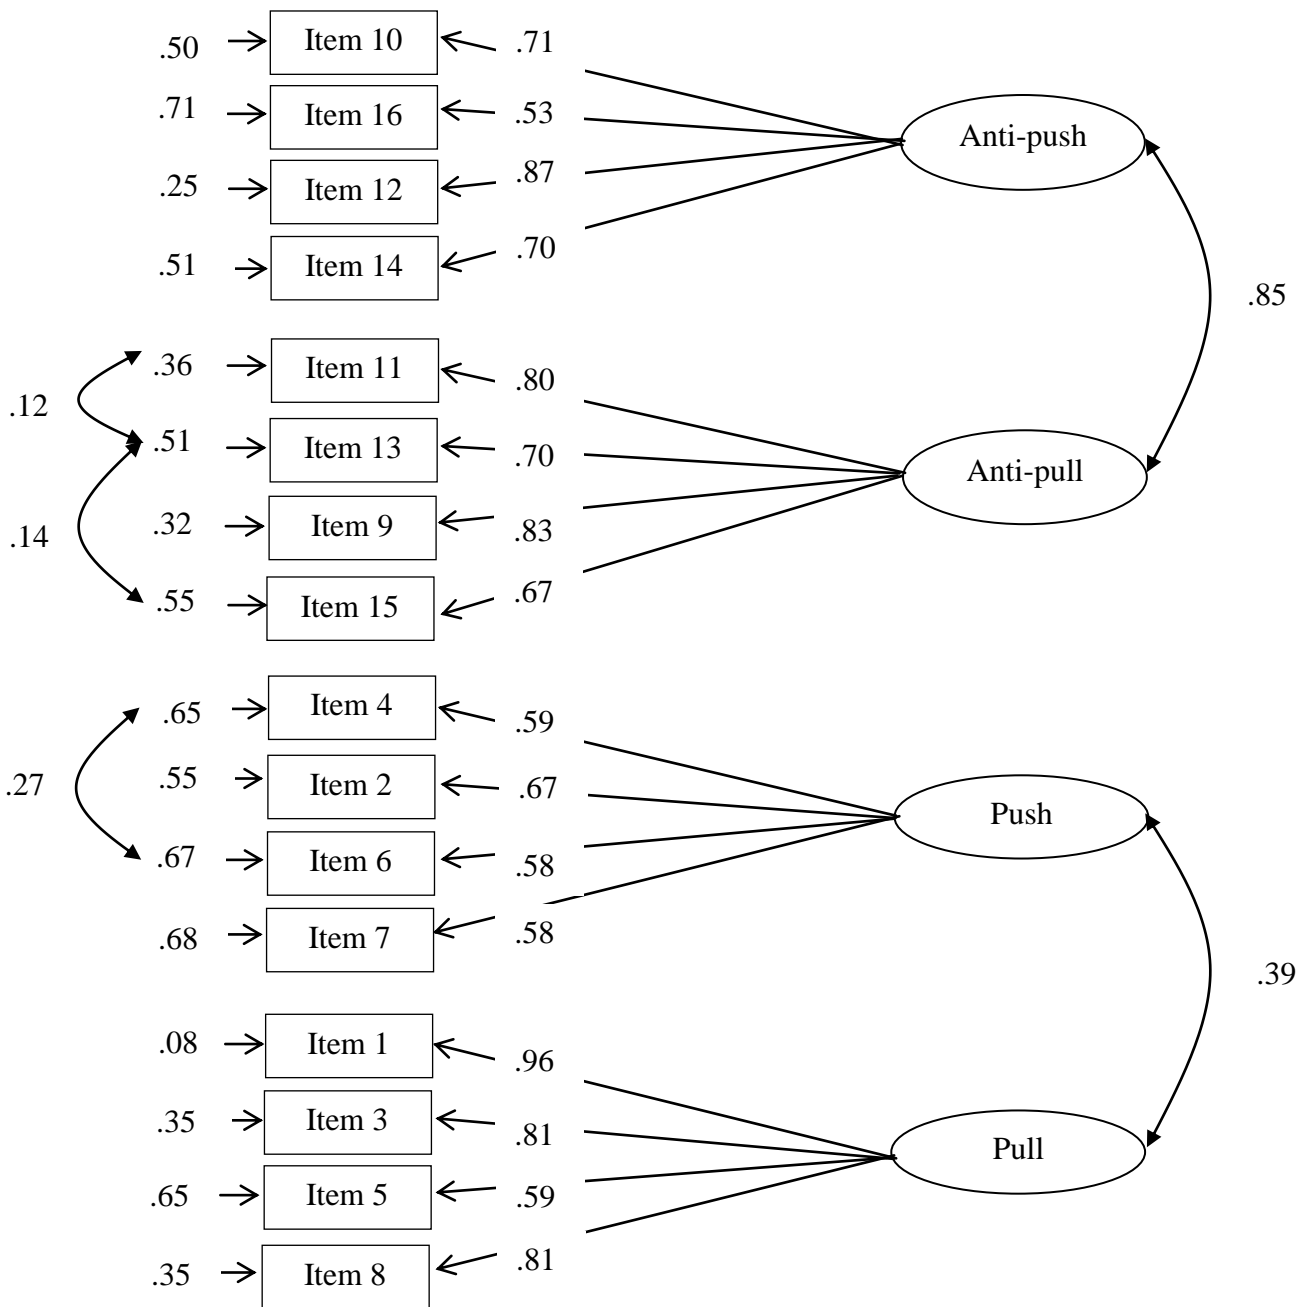 .50 Item 10 .71
.71 Item 16 .53 Anti-push
.25 Item 12 .87
.51 Item 14 .70
.85
.36 Item 11 .80
.12
.51 Item 13 .70 Anti-pull
.14 .32 Item 9 .83
.55 Item 15 .67
.65 Item 4 .59
.27 .55 Item 2 .67 Push
.67 Item 6 .58
.68 Item 7 .58
.39
.08 Item 1 .96
.35 Item 3 .81 Pull
.65 Item 5 .59
.35 Item 8 .81